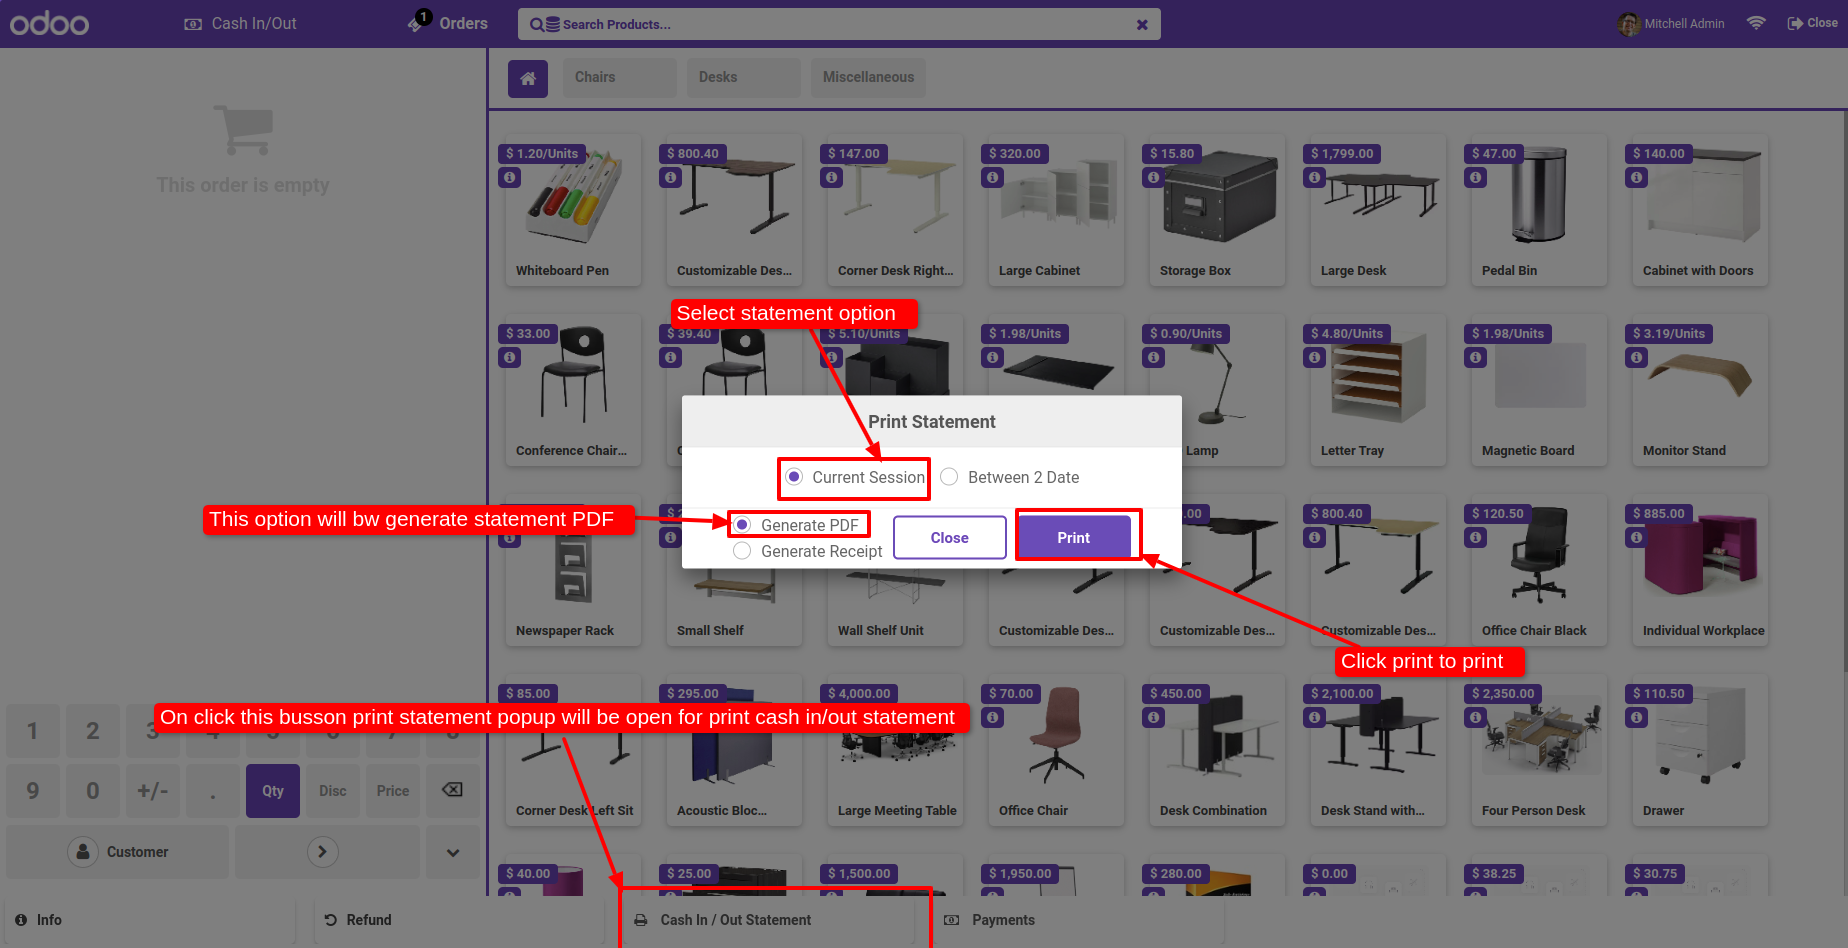 odoo
Cash In/Out
1
Orders
Search Products...
Mitchell Admin
Close
Chairs
Desks
Miscellaneous
This order is empty
$ 1.20/Units
$ 800.40
$ 147.00
$ 320.00
$ 15.80
$ 1,799.00
$ 47.00
$ 140.00
Whiteboard Pen
Customizable Des...
Corner Desk Right...
Large Cabinet
Storage Box
Large Desk
Pedal Bin
Cabinet with Doors
Select statement option
$ 33.00
$ 39.40
$ 5.10/Units
$ 1.98/Units
$ 0.90/Units
$ 4.80/Units
$ 1.98/Units
$ 3.19/Units
Print Statement
Conference Chair...
Lamp
Letter Tray
Magnetic Board
Monitor Stand
Current Session
Between 2 Date
This option will bw generate statement PDF
Generate PDF
Generate Receipt
Close
Print
.00
$ 800.40
$ 120.50
$ 885.00
Newspaper Rack
Small Shelf
Wall Shelf Unit
Customizable Des...
Customizable Des...
Customizable Des...
Office Chair Black
Individual Workplace
Click print to print
$ 85.00
$ 295.00
$ 4,000.00
$ 70.00
$ 450.00
$ 2,100.00
$ 2,350.00
$ 110.50
On click this busson print statement popup will be open for print cash in/out statement
1
2
3
4
5
6
7
8
9
0
+/-
.
Qty
Disc
Price
Corner Desk Left Sit
Acoustic Bloc...
Large Meeting Table
Office Chair
Desk Combination
Desk Stand with...
Four Person Desk
Drawer
Customer
$ 40.00
$ 25.00
$ 1,500.00
$ 1,950.00
$ 280.00
$ 0.00
$ 38.25
$ 30.75
Info
Refund
Cash In / Out Statement
Payments